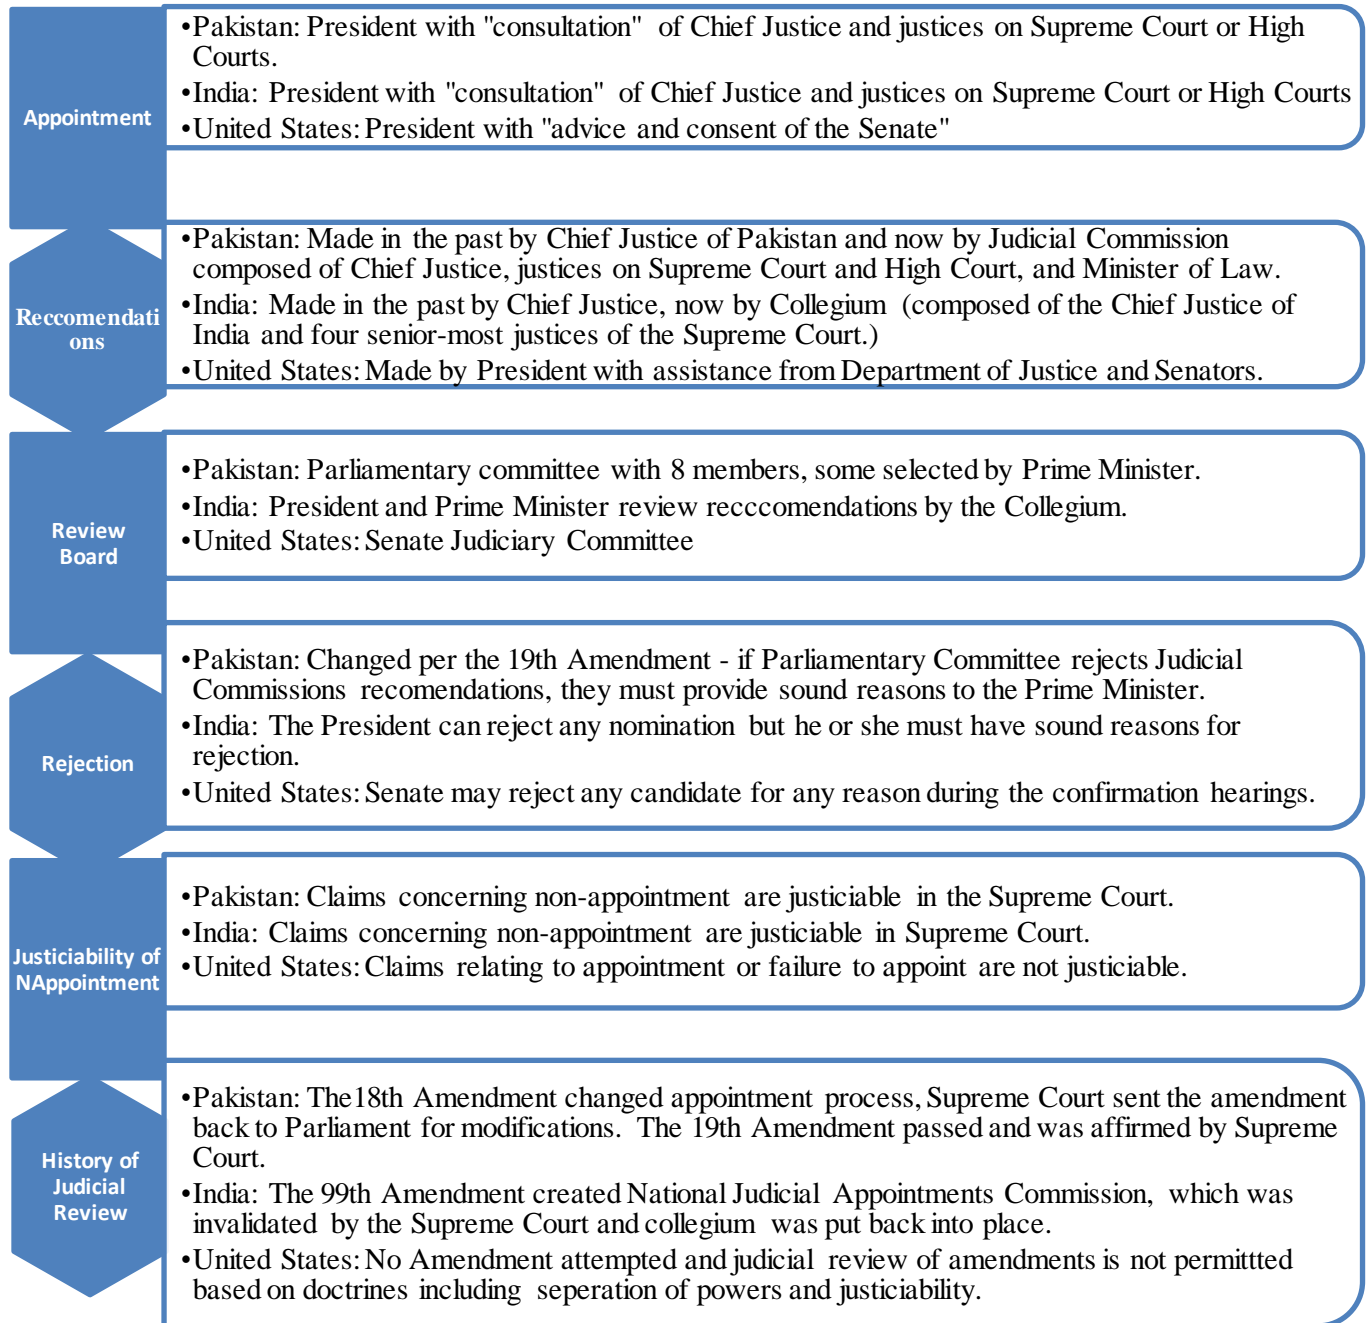 Appointment
•Pakistan: President with "consultation" of Chief Justice and justices on Supreme Court or High
Courts.
•India: President with "consultation" of Chief Justice and justices on Supreme Court or High Courts
•United States: President with "advice and consent of the Senate"
Reccomendati
ons
•Pakistan: Made in the past by Chief Justice of Pakistan and now by Judicial Commission
composed of Chief Justice, justices on Supreme Court and High Court, and Minister of Law.
•India: Made in the past by Chief Justice, now by Collegium (composed of the Chief Justice of
India and four senior-most justices of the Supreme Court.)
•United States: Made by President with assistance from Department of Justice and Senators.
Review
Board
•Pakistan: Parliamentary committee with 8 members, some selected by Prime Minister.
•India: President and Prime Minister review recccomendations by the Collegium.
•United States: Senate Judiciary Committee
Rejection
•Pakistan: Changed per the 19th Amendment - if Parliamentary Committee rejects Judicial
Commissions recomendations, they must provide sound reasons to the Prime Minister.
•India: The President can reject any nomination but he or she must have sound reasons for
rejection.
•United States: Senate may reject any candidate for any reason during the confirmation hearings.
Justiciability of
NAppointment
•Pakistan: Claims concerning non-appointment are justiciable in the Supreme Court.
•India: Claims concerning non-appointment are justiciable in Supreme Court.
•United States: Claims relating to appointment or failure to appoint are not justiciable.
History of
Judicial
Review
•Pakistan: The18th Amendment changed appointment process, Supreme Court sent the amendment
back to Parliament for modifications. The 19th Amendment passed and was affirmed by Supreme
Court.
•India: The 99th Amendment created National Judicial Appointments Commission, which was
invalidated by the Supreme Court and collegium was put back into place.
•United States: No Amendment attempted and judicial review of amendments is not permittted
based on doctrines including seperation of powers and justiciability.